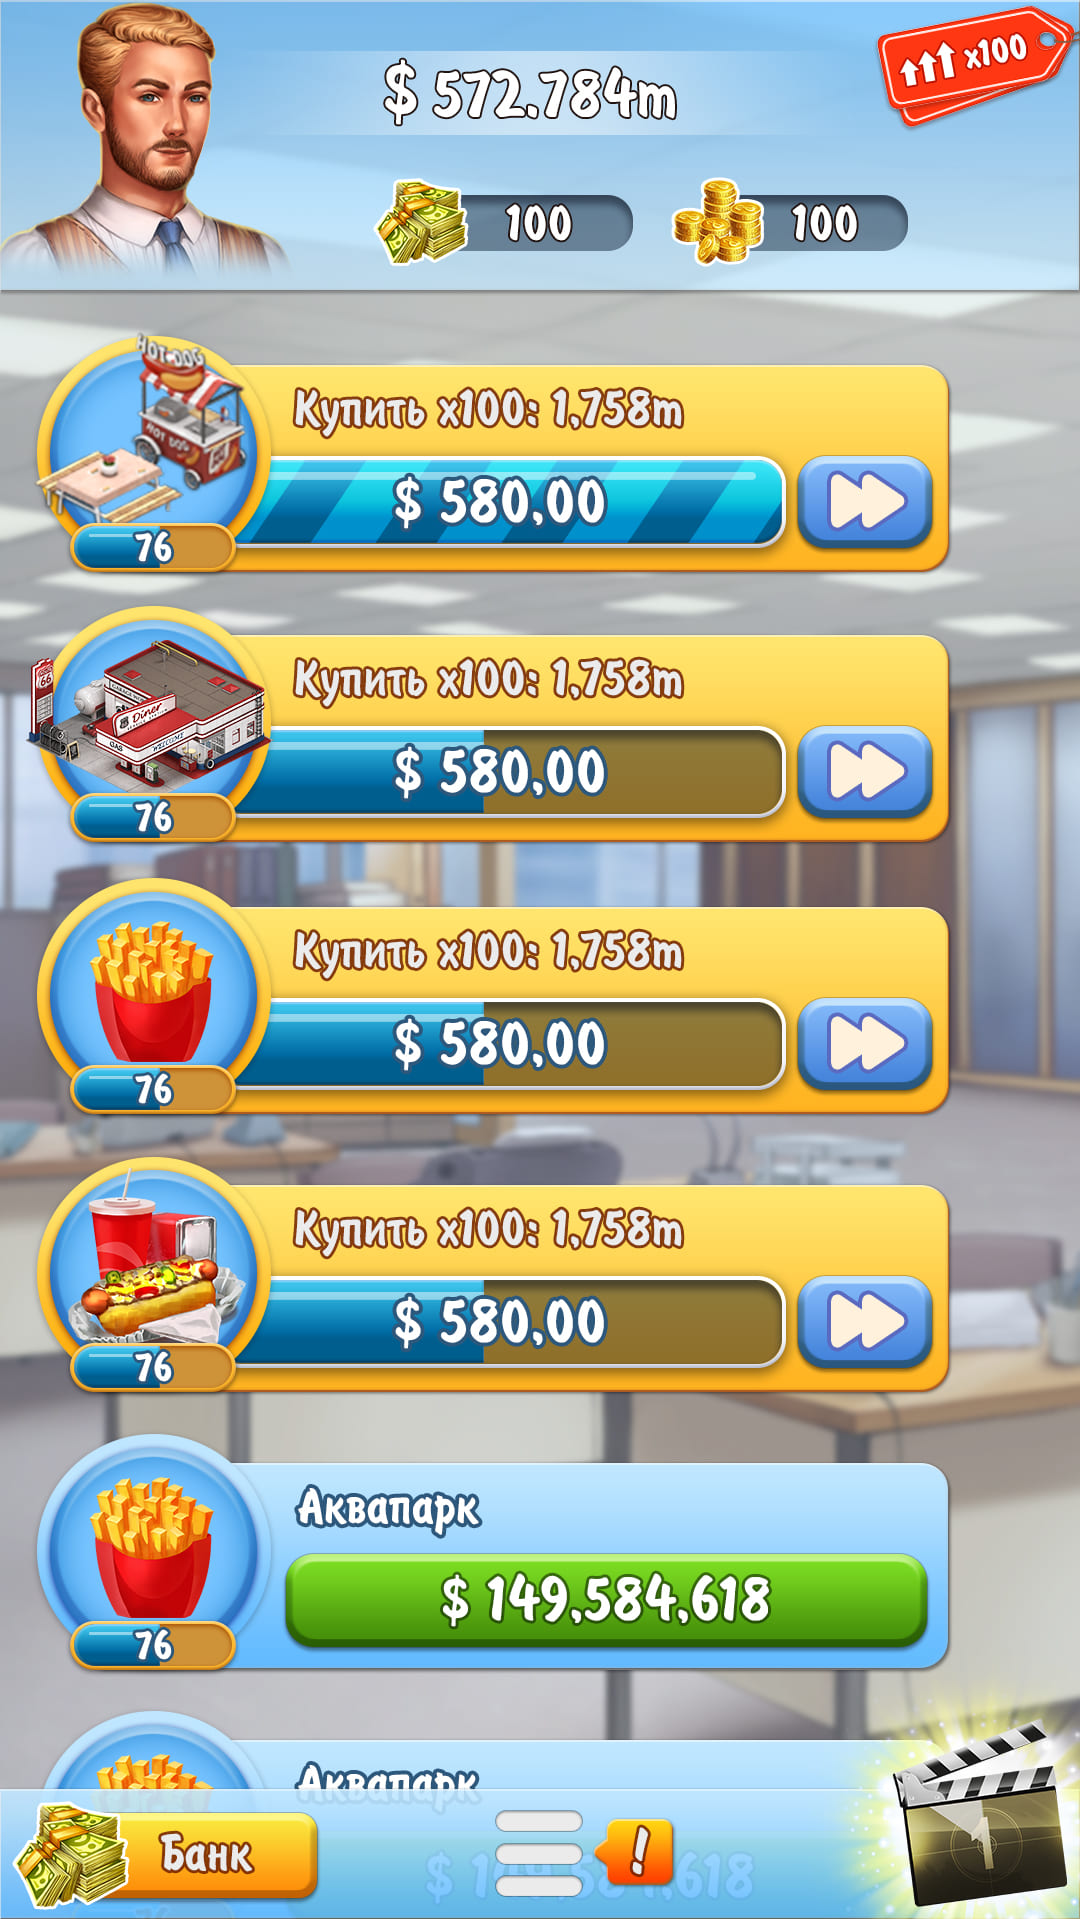 $ 572.784m
x100
100
100
HOT DOG
HOT DOG
Купить x100: 1,758m
$ 580,00
76
Купить x100: 1,758m
66
Diner
GAS
WELCOME
$ 580,00
76
Купить x100: 1,758m
$ 580,00
76
Купить x100: 1,758m
$ 580,00
76
Аквапарк
$ 149,584,618
76
Аквапарк
Банк
!
1